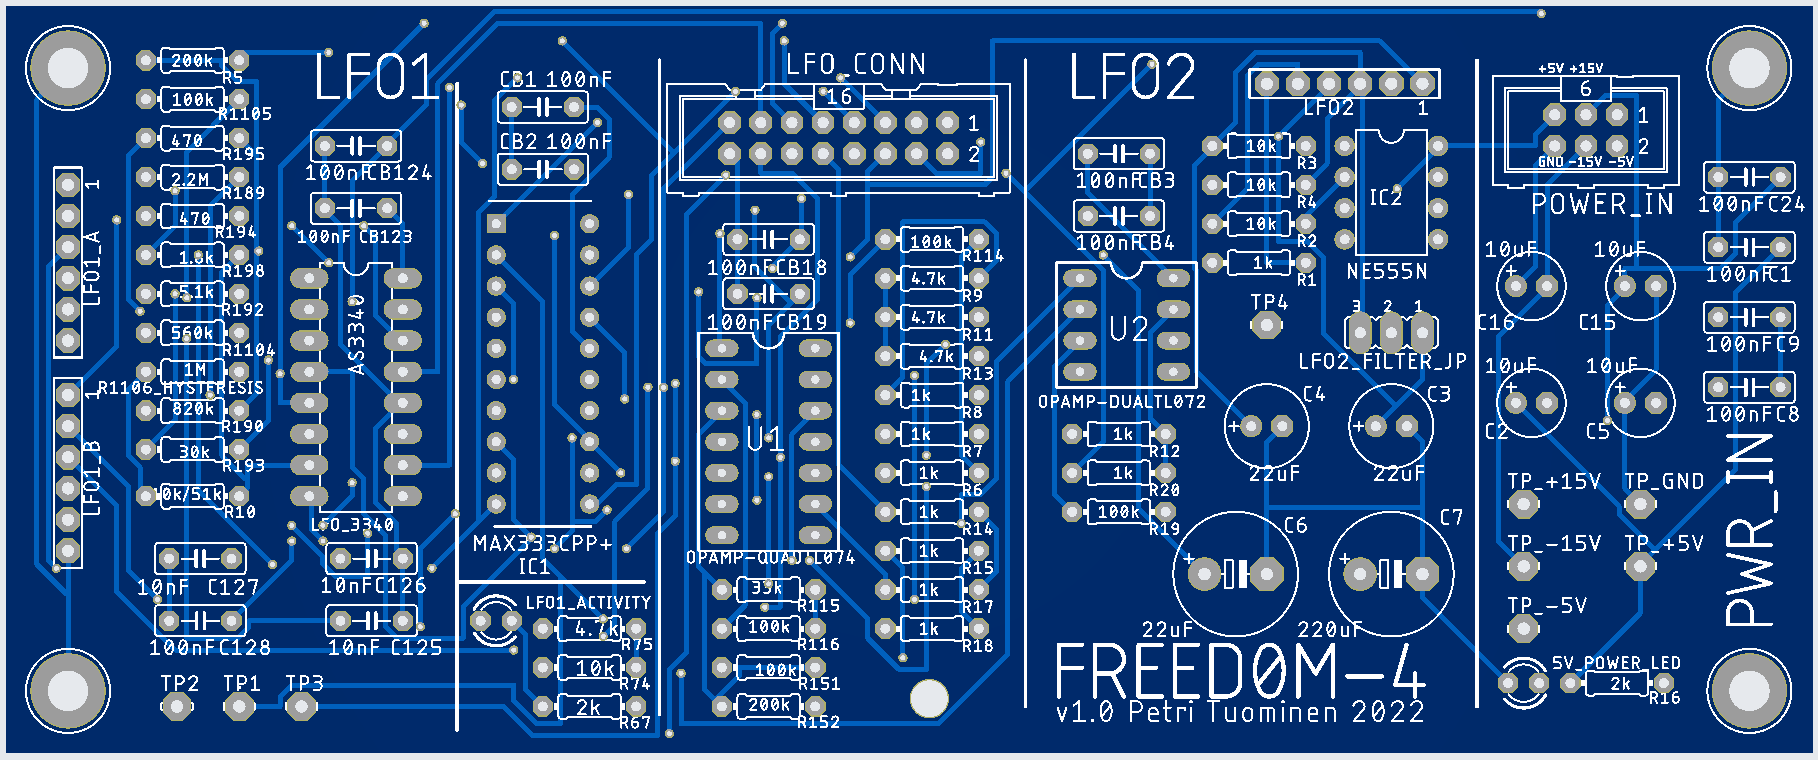 LFO1
200k
R5
100k
R1105
470
R195
2.2M
R189
470
R194
R198
5.1k
R192
560k
R1104
1M
R1106_HYSTERESIS
820k
R190
30k
R193
0k/51k
R10
1
LFO1_A
1
LFO1_B
100nF CB124
100nF CB123
AS3340
LFO_3340
10nF C127
10nF C126
100nF C128
10nF C125
TP2 TP1 TP3
CB1 100nF
CB2 100nF
MAX333CPP+
IC1
LFO1_ACTIVITY
4.7k
R75
10k
R74
2k
R67
LFO_CONN
16
1
2
100nF CB18
100nF CB19
U1
OPAMP-QUADTL074
33k
R115
100k
R116
100k
R151
200k
R152
100k
R114
4.7k
R9
4.7k
R11
4.7k
R13
1k
R8
1k
R7
1k
R6
1k
R14
1k
R15
1k
R17
1k
R18
LFO2
100nF CB3
100nF CB4
U2
OPAMP-DUALTL072
1k
R12
1k
R20
100k
R19
LFO2 1
10k
R3
10k
R4
10k
R2
1k
R1
IC2
NE555N
TP4
3 2 1
LFO2_FILTER_JP
C4
+
22uF
C3
+
22uF
C6
+
22uF
C7
+
220uF
FREED0M-4
v1.0 Petri Tuominen 2022
+5V +15V
6
1
2
GND -15V -5V
POWER_IN
10uF
+
C16
10uF
+
C15
10uF
+
C2
10uF
+
C5
100nF C24
100nF C1
100nF C9
100nF C8
TP_+15V TP_GND
TP_-15V TP_+5V
TP_-5V
PWR_IN
5V_POWER_LED
2k
R16